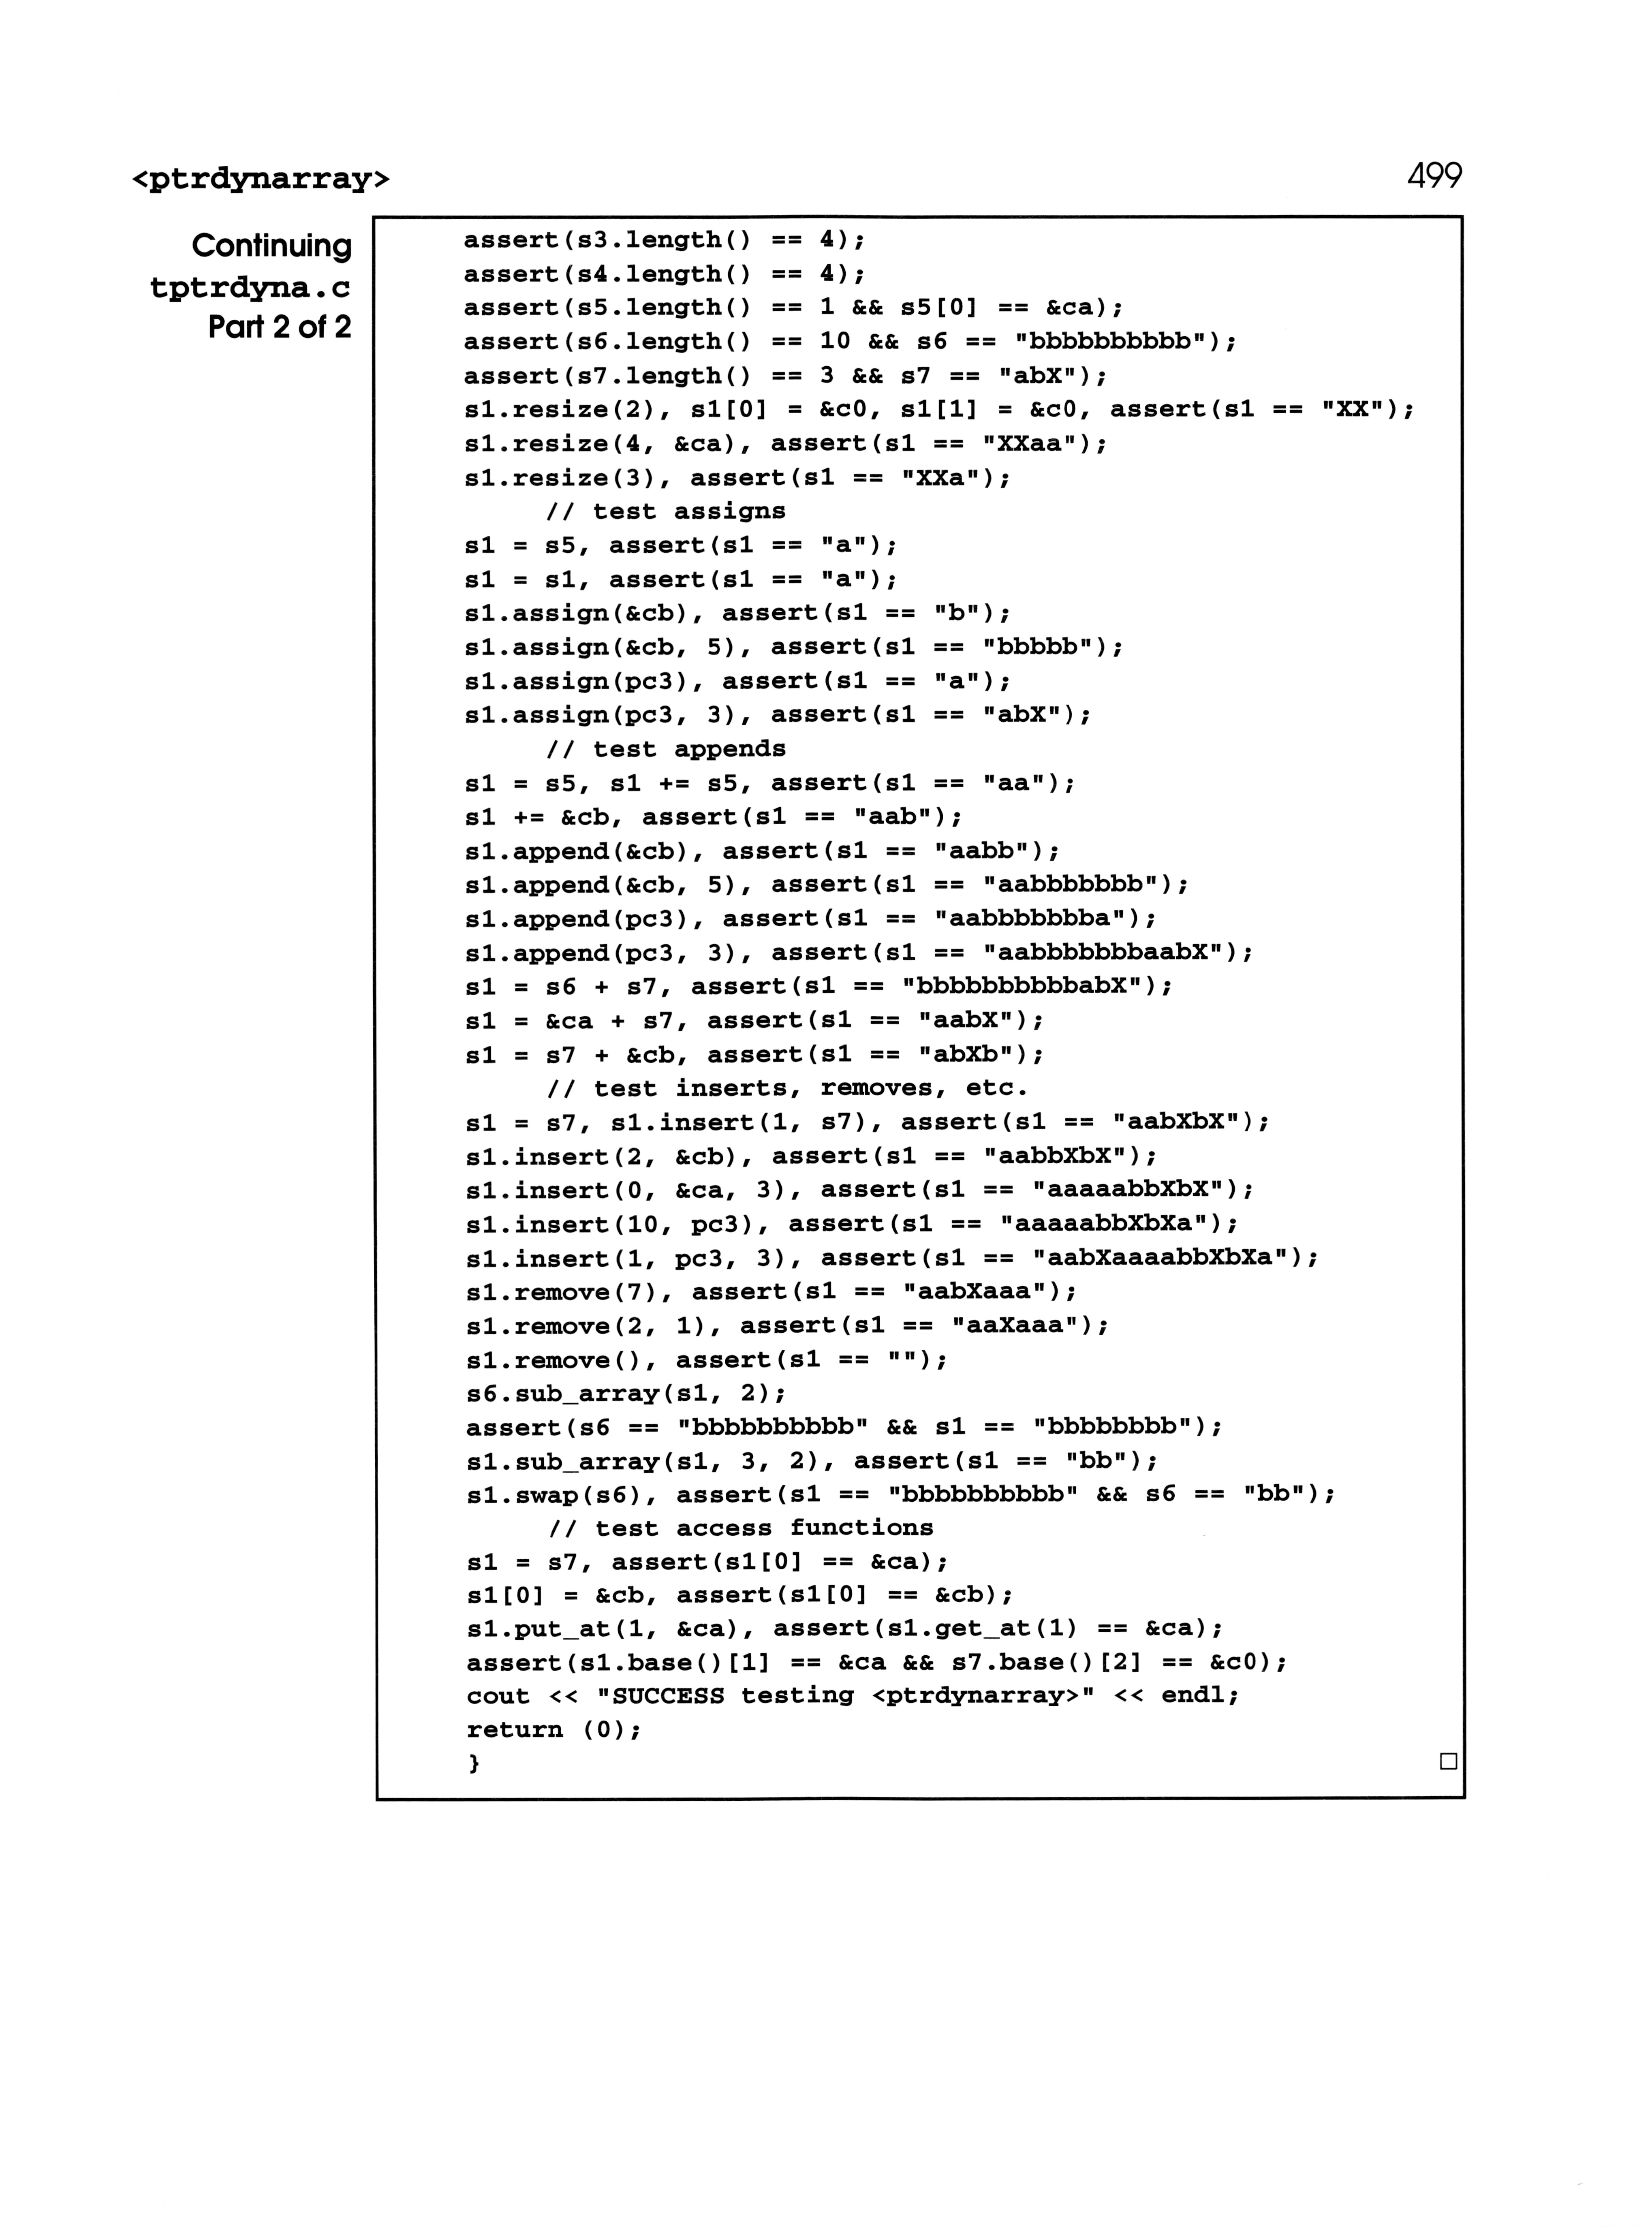 <ptrdynarray>
499
Continuing
tptrdyna.c
Part 2 of 2
assert(s3.length() == 4);
assert(s4.length() == 4);
assert(s5.length() == 1 && s5[0] == &ca);
assert(s6.length() == 10 && s6 == "bbbbbbbbbb");
assert(s7.length() == 3 && s7 == "abX");
s1.resize(2), s1[0] = &c0, s1[1] = &c0, assert(s1 == "XX");
s1.resize(4, &ca), assert(s1 == "XXaa");
s1.resize(3), assert(s1 == "XXa");
// test assigns
s1 = s5, assert(s1 == "a");
s1 = s1, assert(s1 == "a");
s1.assign(&cb), assert(s1 == "b");
s1.assign(&cb, 5), assert(s1 == "bbbbb");
s1.assign(pc3), assert(s1 == "a");
s1.assign(pc3, 3), assert(s1 == "abX");
// test appends
s1 = s5, s1 += s5, assert(s1 == "aa");
s1 += &cb, assert(s1 == "aab");
s1.append(&cb), assert(s1 == "aabb");
s1.append(&cb, 5), assert(s1 == "aabbbbbbb");
s1.append(pc3), assert(s1 == "aabbbbbbba");
s1.append(pc3, 3), assert(s1 == "aabbbbbbbaabX");
s1 = s6 + s7, assert(s1 == "bbbbbbbbbbabX");
s1 = &ca + s7, assert(s1 == "aabX");
s1 = s7 + &cb, assert(s1 == "abXb");
// test inserts, removes, etc.
s1 = s7, s1.insert(1, s7), assert(s1 == "aabXbX");
s1.insert(2, &cb), assert(s1 == "aabbXbX");
s1.insert(0, &ca, 3), assert(s1 == "aaaaabbXbX");
s1.insert(10, pc3), assert(s1 == "aaaaabbXbXa");
s1.insert(1, pc3, 3), assert(s1 == "aabXaaaabbXbXa");
s1.remove(7), assert(s1 == "aabXaaa");
s1.remove(2, 1), assert(s1 == "aaXaaa");
s1.remove(), assert(s1 == "");
s6.sub_array(s1, 2);
assert(s6 == "bbbbbbbbbb" && s1 == "bbbbbbbb");
s1.sub_array(s1, 3, 2), assert(s1 == "bb");
s1.swap(s6), assert(s1 == "bbbbbbbbbb" && s6 == "bb");
// test access functions
s1 = s7, assert(s1[0] == &ca);
s1[0] = &cb, assert(s1[0] == &cb);
s1.put_at(1, &ca), assert(s1.get_at(1) == &ca);
assert(s1.base()[1] == &ca && s7.base()[2] == &c0);
cout << "SUCCESS testing <ptrdynarray>" << endl;
return (0);
}
□